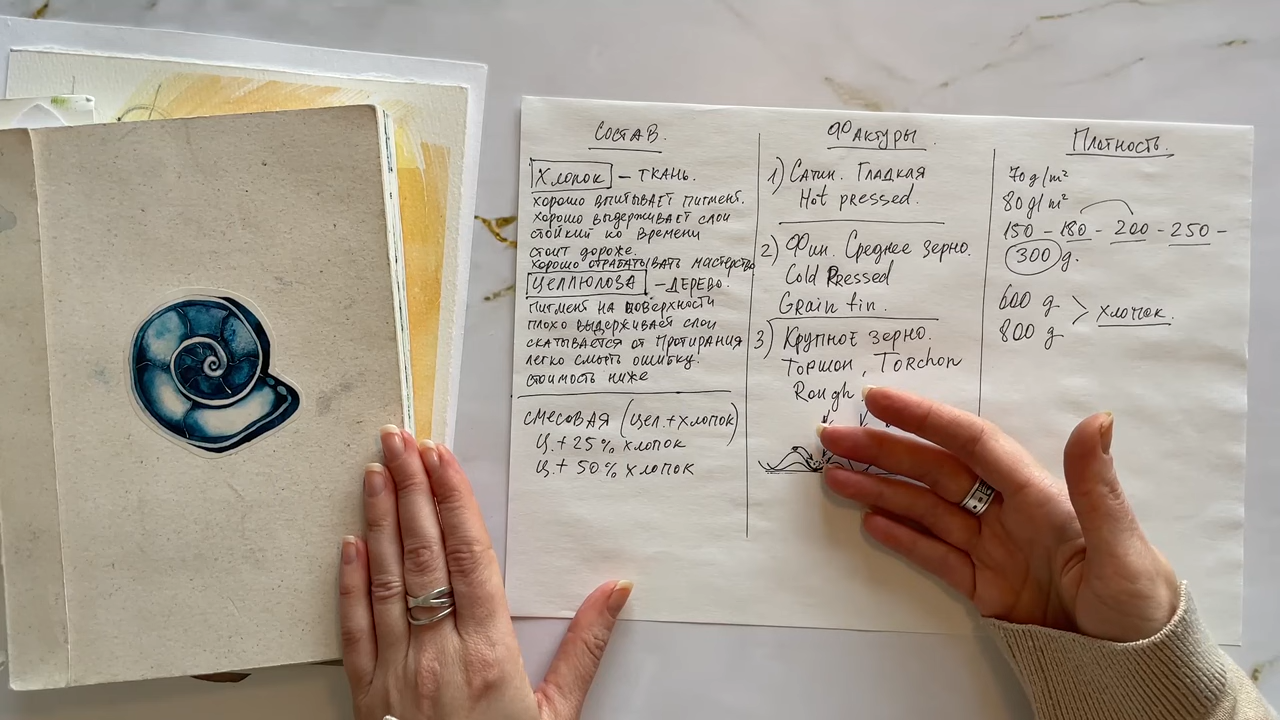 Состав.
Хлопок – ткань.
хорошо впитывает пигмент.
хорошо выдерживает слои
стойкий ко времени
стоит дороже.
хорошо отрабатывать мастерство
Целлюлоза – дерево.
пигмент на поверхности
плохо выдерживает слои
скатывается от протирания
легко смыть ошибку!
стоимость ниже
смесовая (цел.+хлопок)
ц.+ 25% хлопок
ц.+ 50% хлопок
Фактуры.
1) Сатин. Гладкая
Hot pressed.
2) Фин. Среднее зерно.
Cold Pressed
Grain fin.
3) Крупное зерно.
Торшон, Torchon
Rough.
Плотность.
70 g/m²
80 g/m²
150 – 180 – 200 – 250 –
300 g.
600 g
800 g > хлопок.